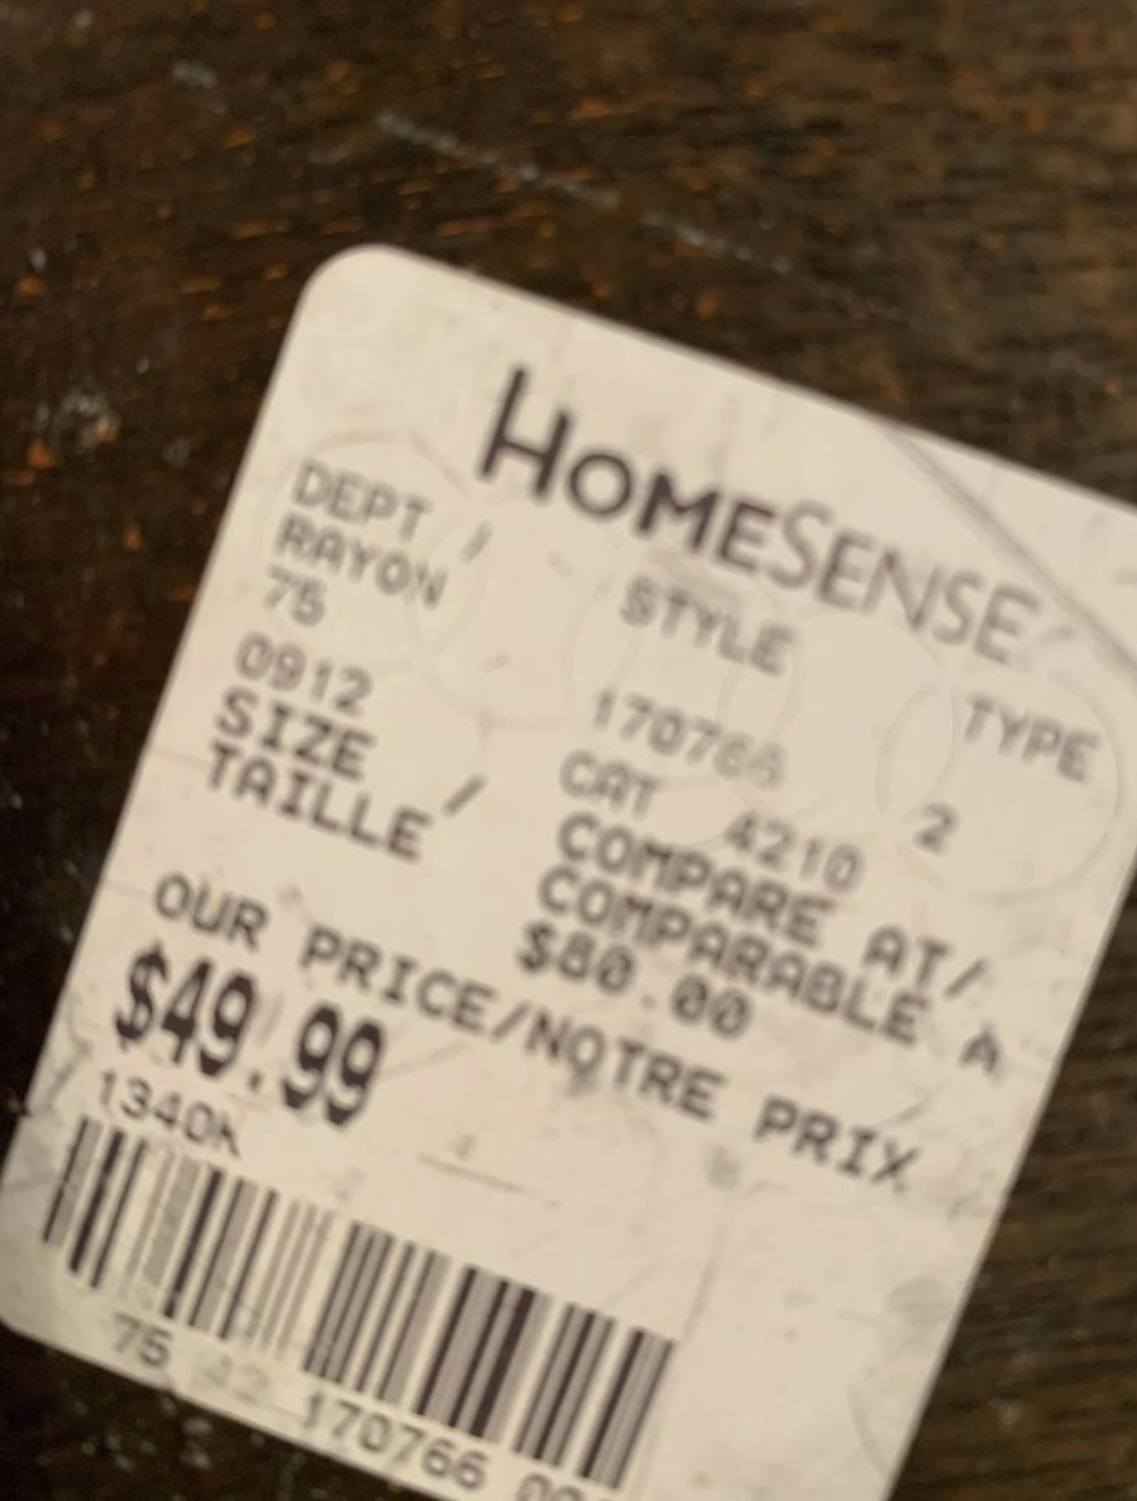 HOMESENSE
DEPT / STYLE TYPE
RAYON
75 170766 2
0912 CAT 4210
SIZE / COMPARE AT/
TAILLE COMPARABLE A
$80.00
OUR PRICE/NOTRE PRIX
$49.99
1340K
75 170766